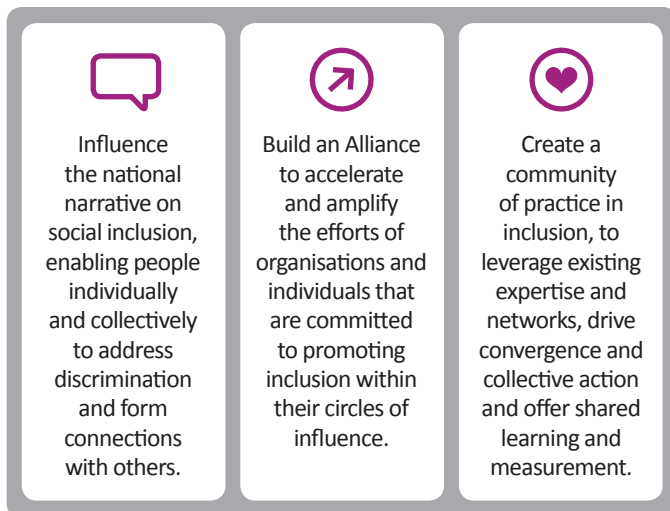 Influence
the national
narrative on
social inclusion,
enabling people
individually
and collectively
to address
discrimination
and form
connections
with others.
Build an Alliance
to accelerate
and amplify
the efforts of
organisations and
individuals that
are committed
to promoting
inclusion within
their circles of
influence.
Create a
community
of practice in
inclusion, to
leverage existing
expertise and
networks, drive
convergence and
collective action
and offer shared
learning and
measurement.